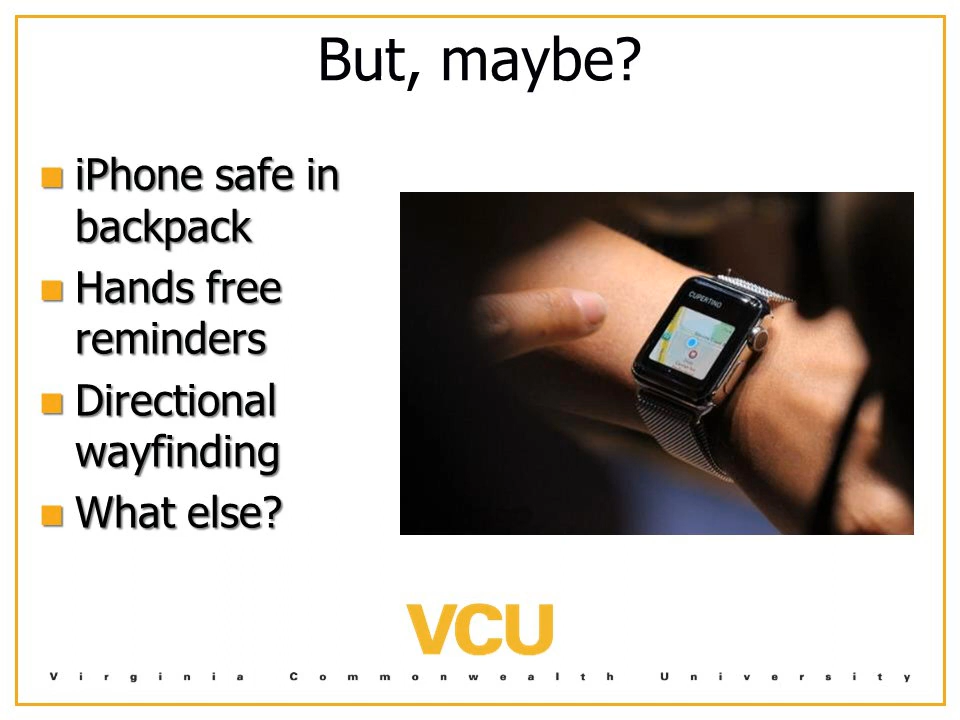 But, maybe?
iPhone safe in
backpack
Hands free
reminders
Directional
wayfinding
What else?
CUPERTINO
VCU
Virginia Commonwealth University